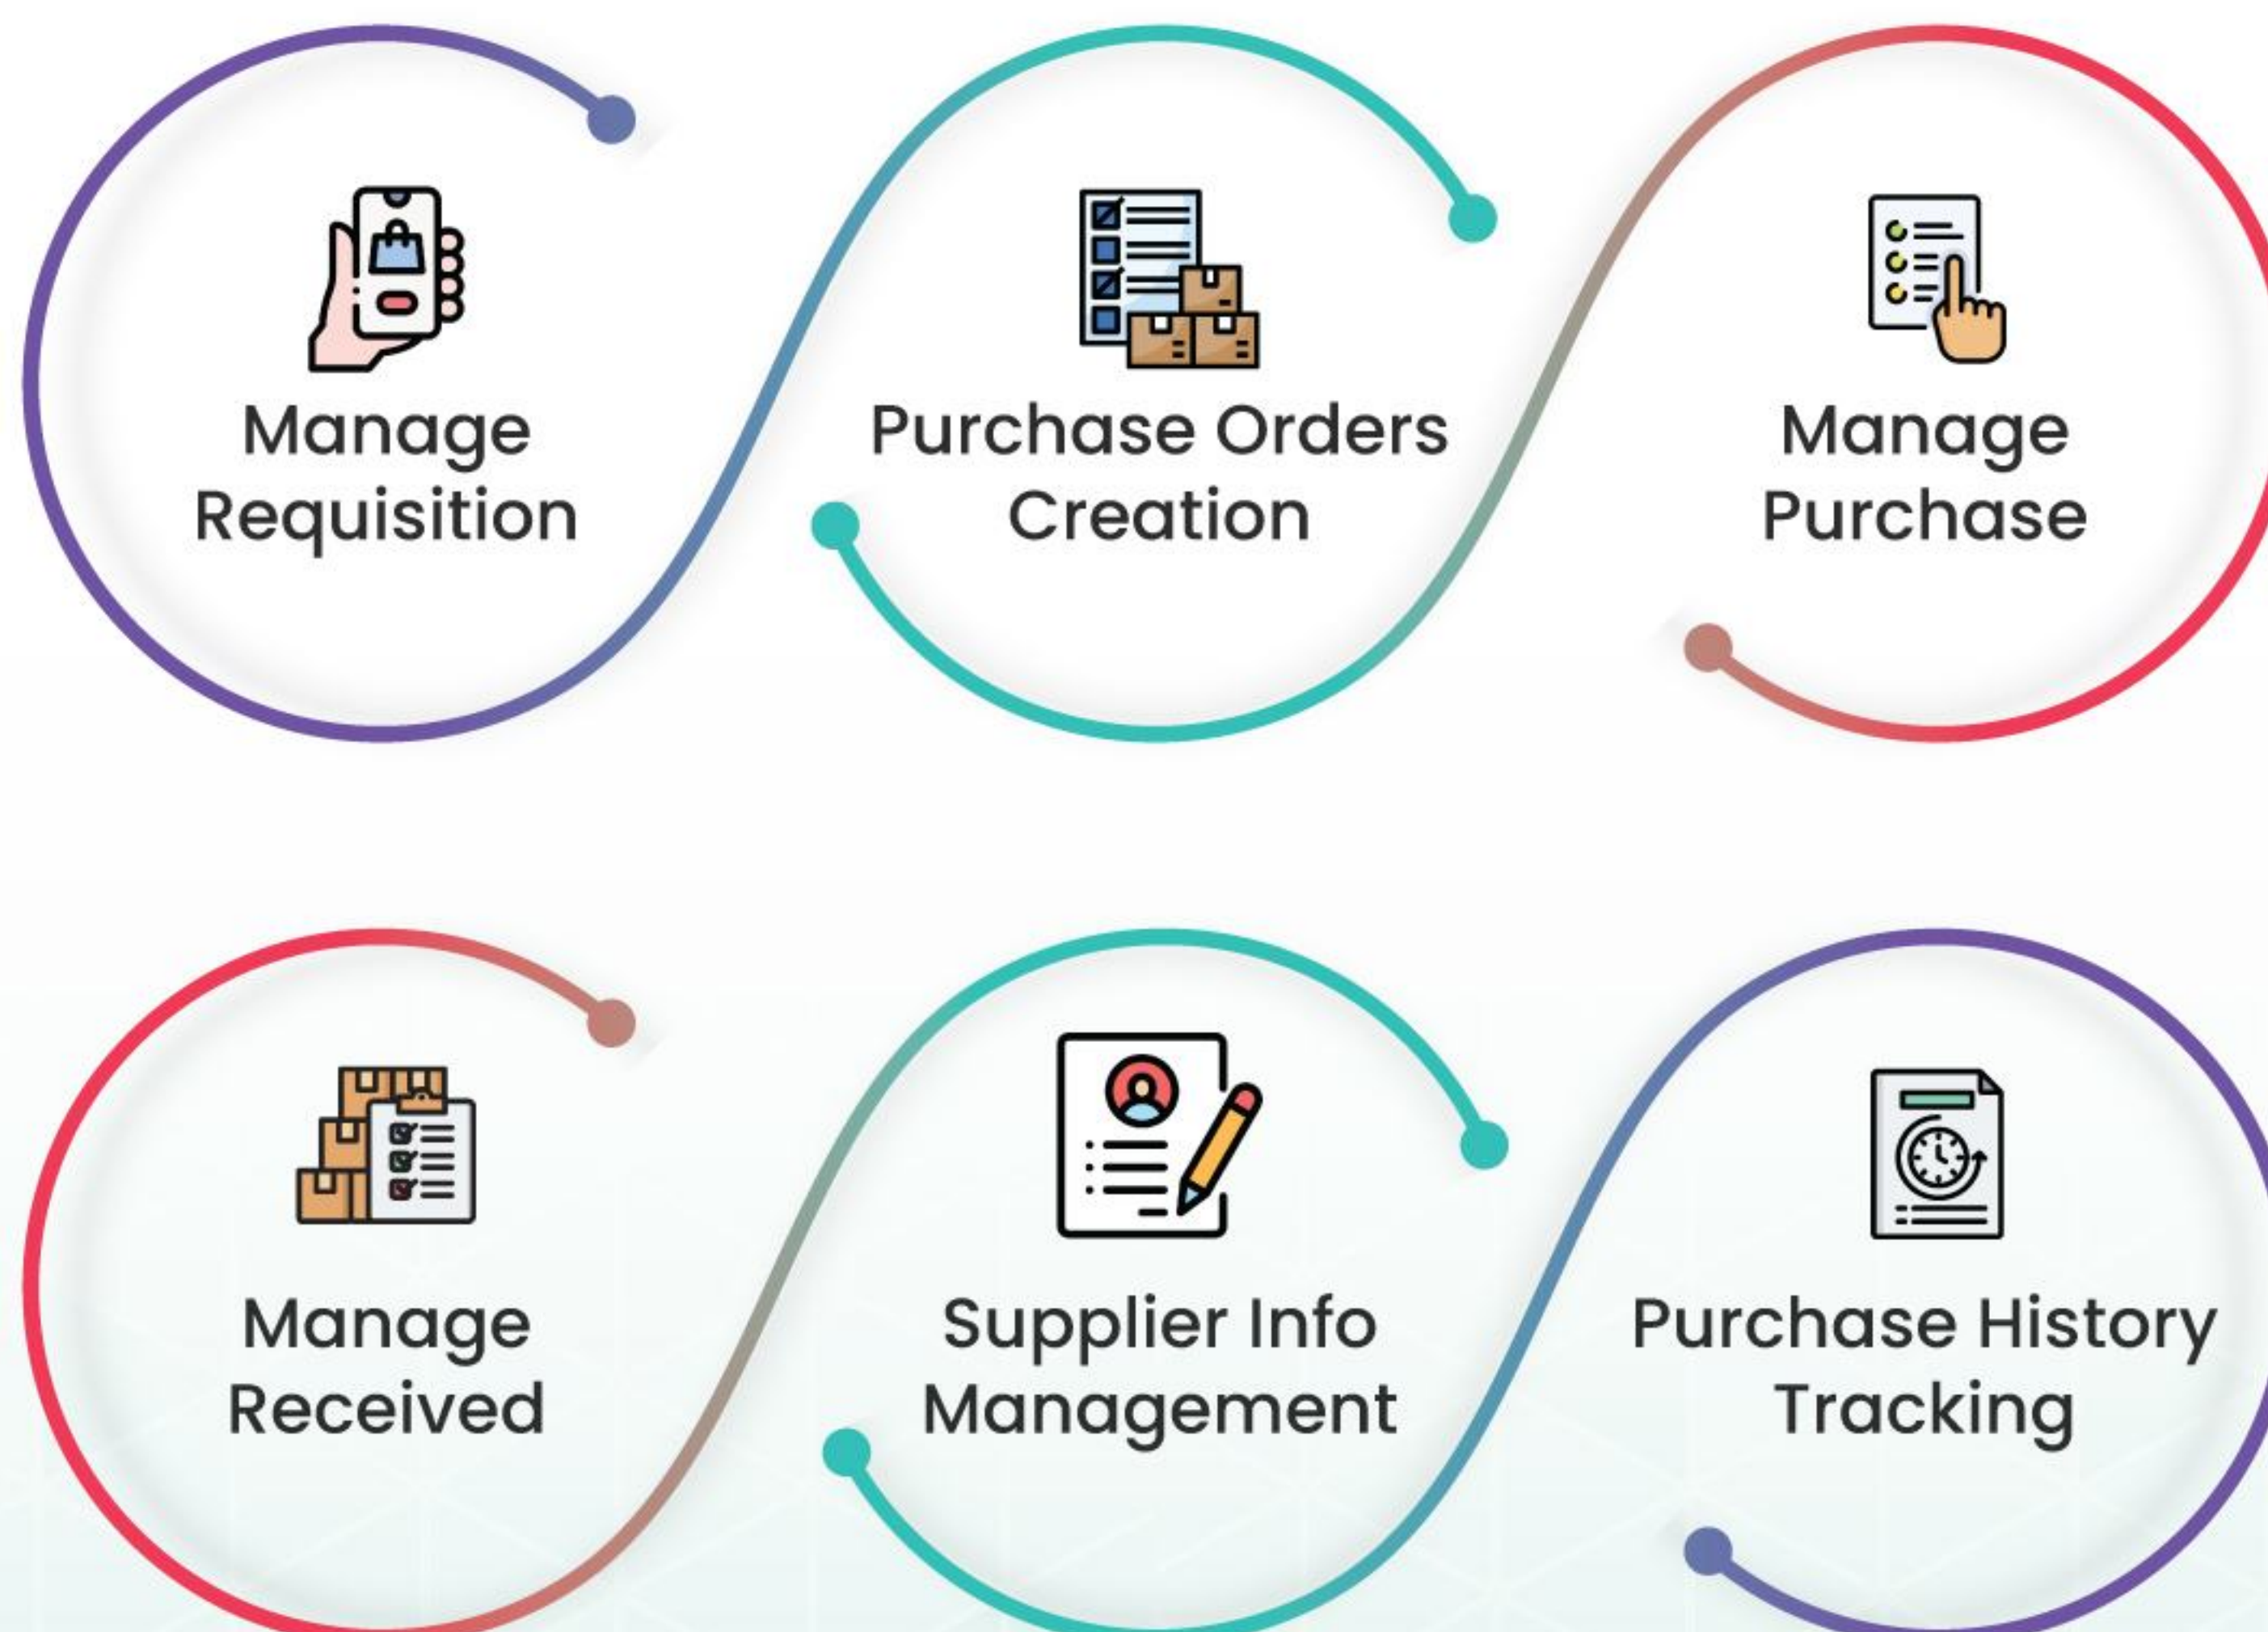 Manage
Requisition
Purchase Orders
Creation
Manage
Purchase
Manage
Received
Supplier Info
Management
Purchase History
Tracking